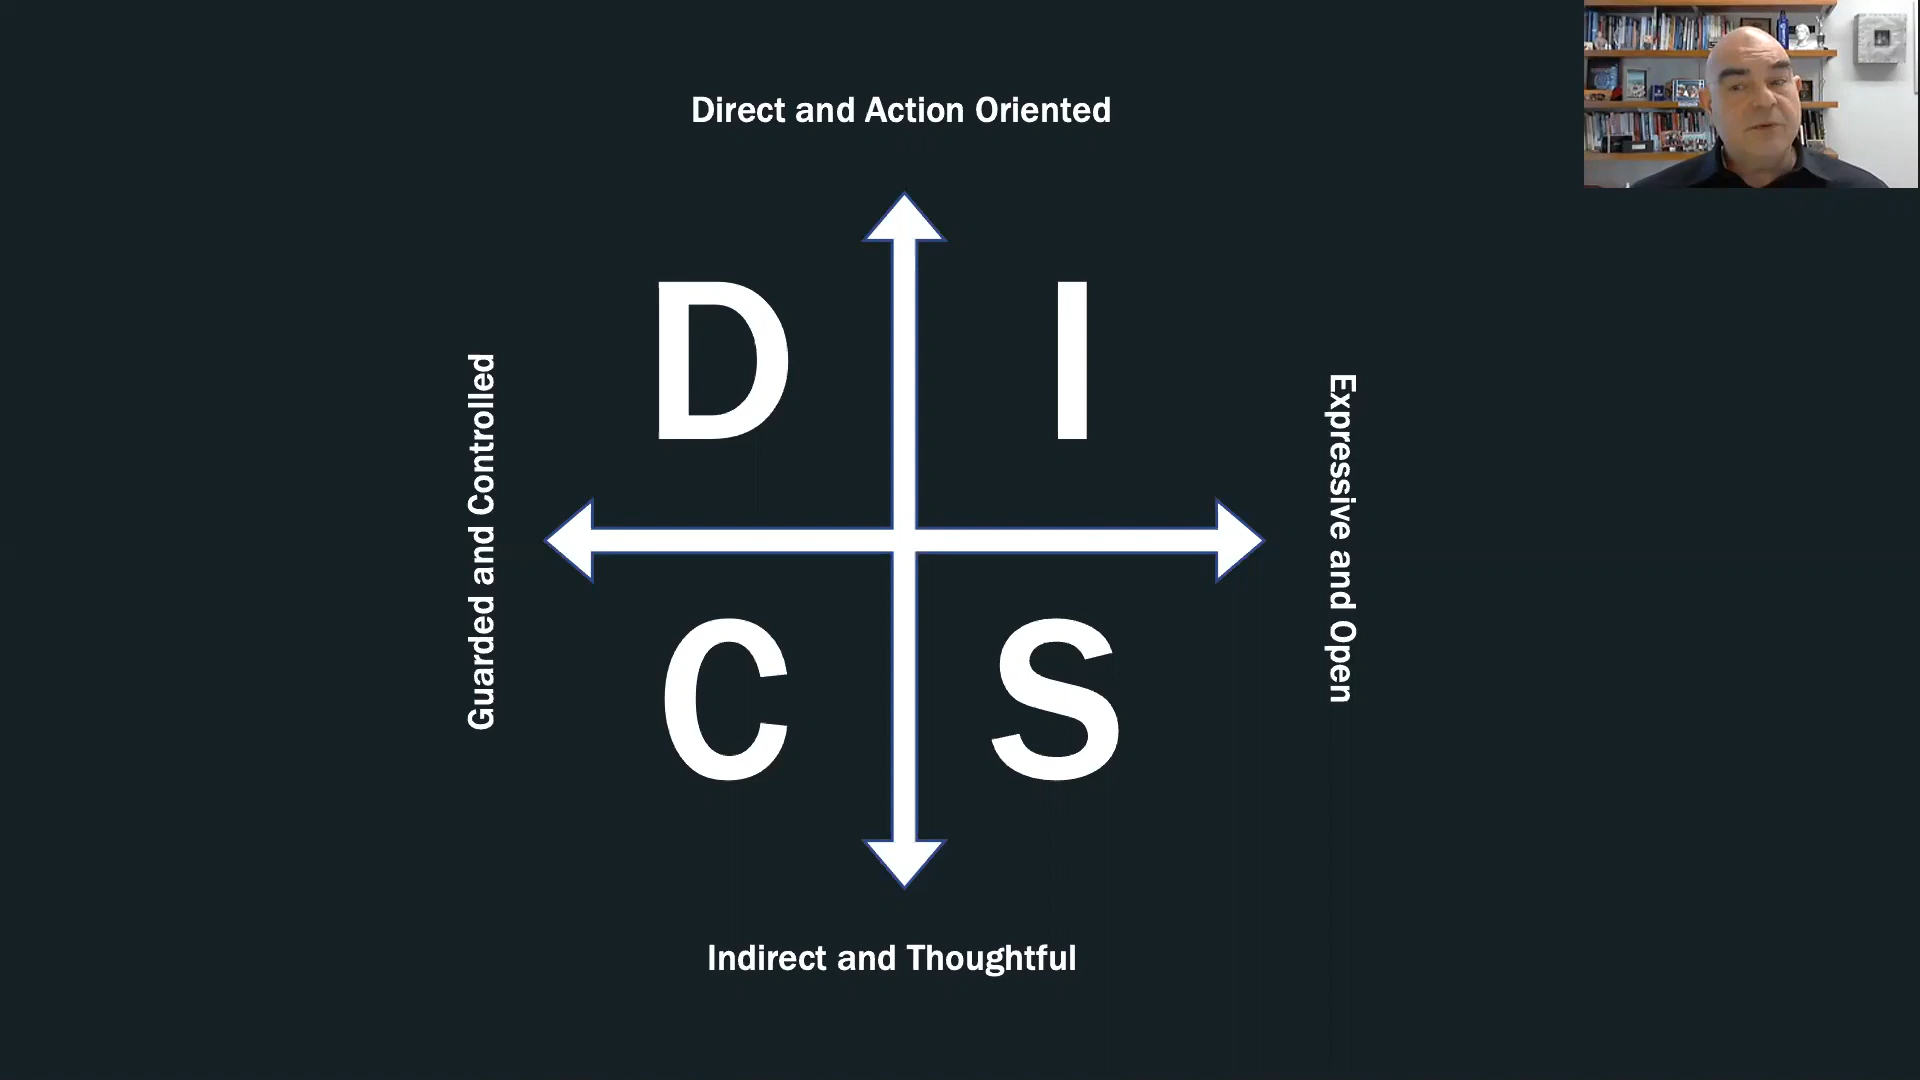 Direct and Action Oriented
D
I
Guarded and Controlled
Expressive and Open
C
S
Indirect and Thoughtful